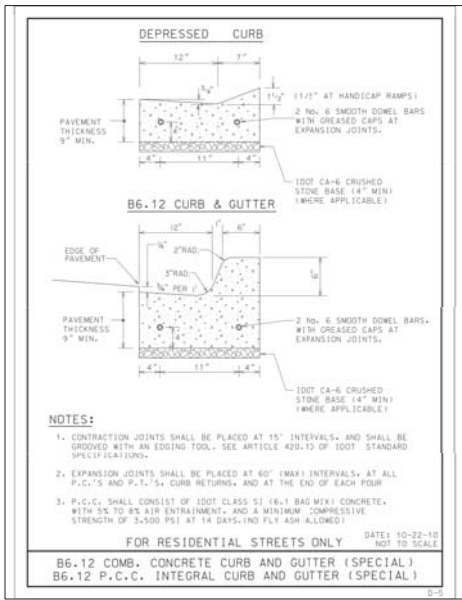 DEPRESSED CURB
12" 7"
3/4"
1 1/2"
(1/2" AT HANDICAP RAMPS)
2 No. 6 SMOOTH DOWEL BARS
WITH GREASED CAPS AT
EXPANSION JOINTS.
PAVEMENT
THICKNESS
9" MIN.
4" 11" 4"
IDOT CA-6 CRUSHED
STONE BASE (4" MIN)
(WHERE APPLICABLE)
B6.12 CURB & GUTTER
12" 1" 6"
EDGE OF
PAVEMENT
2"RAD.
3"RAD.
PER 1'
6"
PAVEMENT
THICKNESS
9" MIN.
4"
2 No. 6 SMOOTH DOWEL BARS.
WITH GREASED CAPS AT
EXPANSION JOINTS.
4" 11" 4"
IDOT CA-6 CRUSHED
STONE BASE (4" MIN)
(WHERE APPLICABLE)
NOTES:
1. CONTRACTION JOINTS SHALL BE PLACED AT 15' INTERVALS, AND SHALL BE
GROOVED WITH AN EDGING TOOL. SEE ARTICLE OF IDOT STANDARD
SPECIFICATIONS.
2. EXPANSION JOINTS SHALL BE PLACED AT 60' (MAX) INTERVALS, AT ALL
P.C.'S AND P.T.'S, CURB RETURNS, AND AT THE END OF EACH POUR
3. P.C.C. SHALL CONSIST OF IDOT CLASS SI (6.1 BAG MIX) CONCRETE,
WITH 5% TO 8% AIR ENTRAINMENT, AND A MINIMUM COMPRESSIVE
STRENGTH OF 3,500 PSI AT 14 DAYS.(NO FLY ASH ALLOWED)
FOR RESIDENTIAL STREETS ONLY
DATE: 10-22-10
NOT TO SCALE
B6.12 COMB. CONCRETE CURB AND GUTTER (SPECIAL)
B6.12 P.C.C. INTEGRAL CURB AND GUTTER (SPECIAL)
D-5